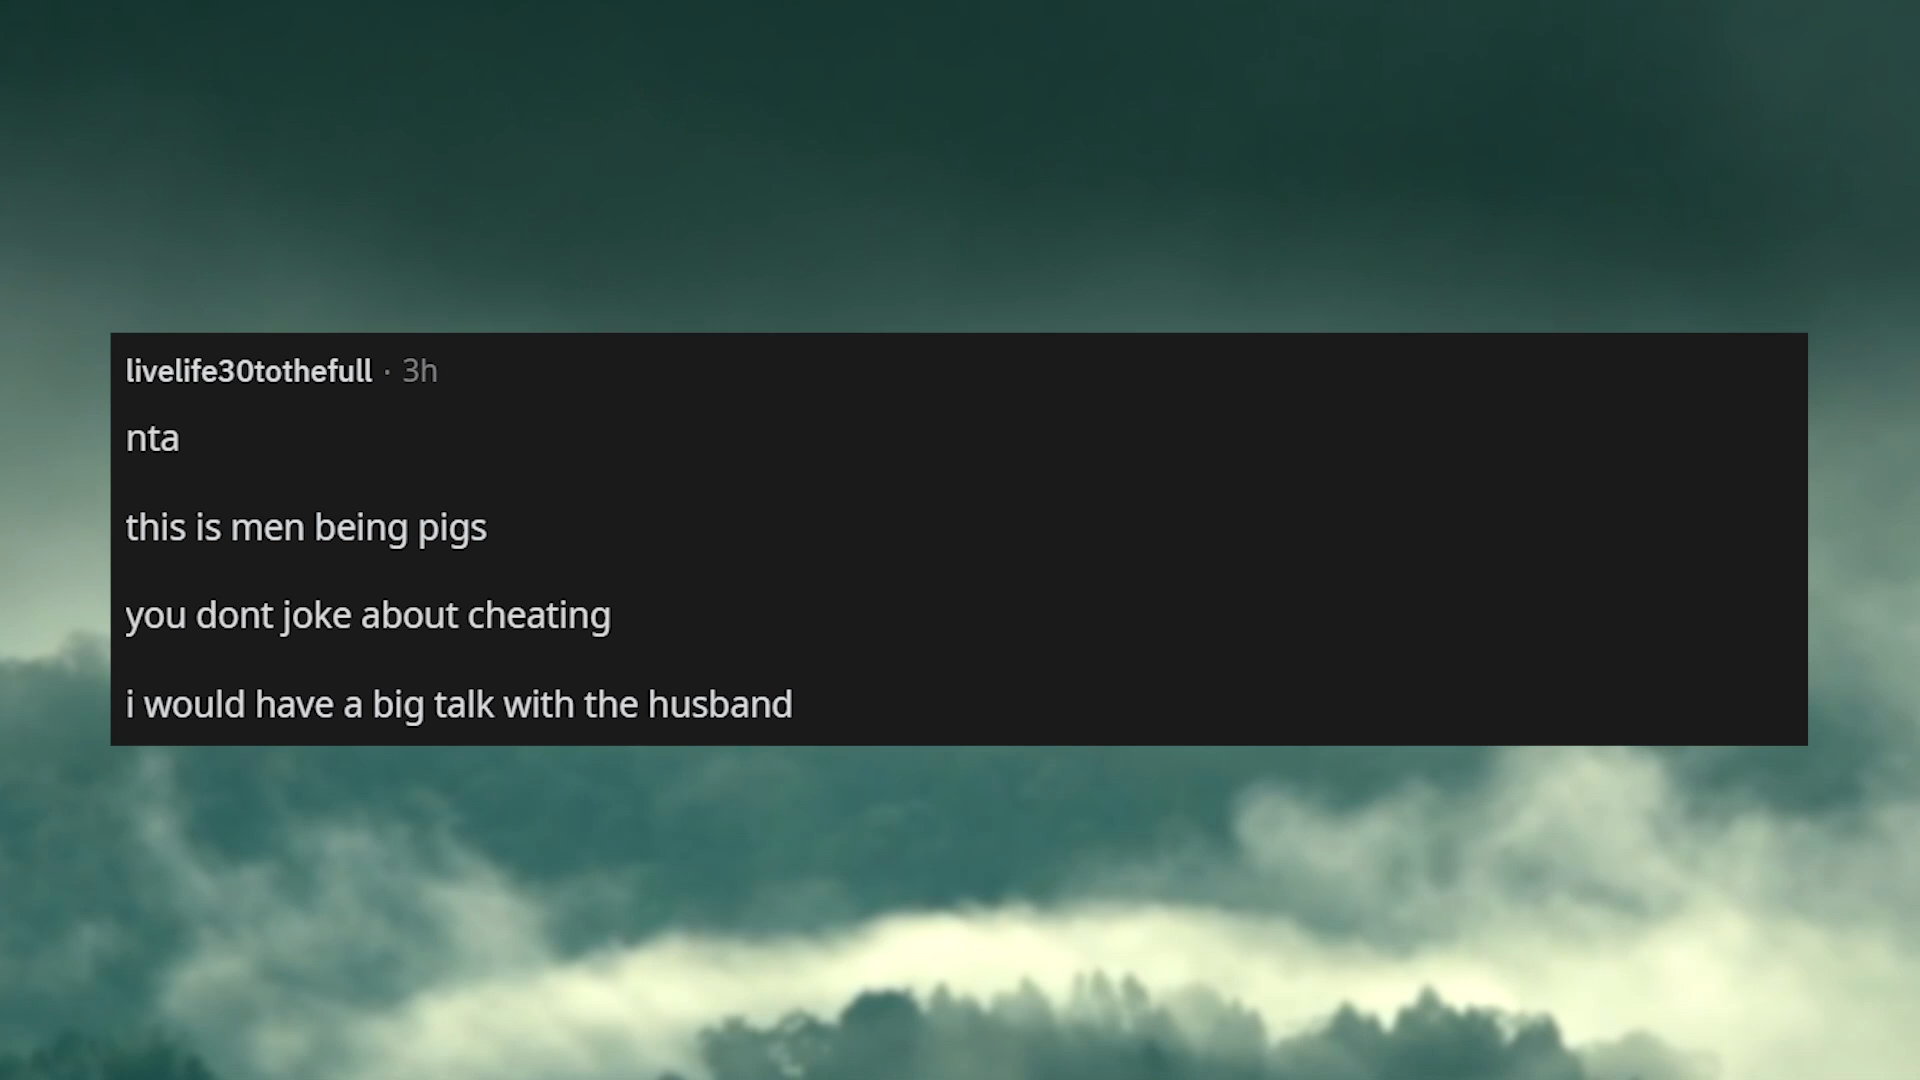 livelife30tothefull · 3h
nta
this is men being pigs
you dont joke about cheating
i would have a big talk with the husband